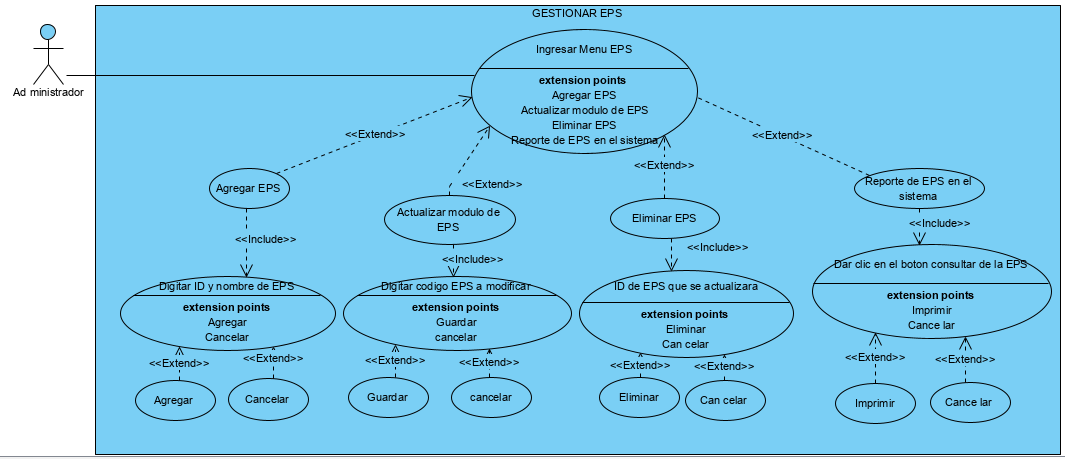 GESTIONAR EPS
Ad ministrador
Ingresar Menu EPS
extension points
Agregar EPS
Actualizar modulo de EPS
Eliminar EPS
Reporte de EPS en el sistema
<<Extend>>
<<Extend>>
<<Extend>>
<<Extend>>
Agregar EPS
Actualizar modulo de
EPS
Eliminar EPS
Reporte de EPS en el
sistema
<<Include>>
<<Include>>
<<Include>>
<<Include>>
Digitar ID y nombre de EPS
extension points
Agregar
Cancelar
Digitar codigo EPS a modificar
extension points
Guardar
cancelar
ID de EPS que se actualizara
extension points
Eliminar
Can celar
Dar clic en el boton consultar de la EPS
extension points
Imprimir
Cance lar
<<Extend>>
<<Extend>>
<<Extend>>
<<Extend>>
<<Extend>>
<<Extend>>
<<Extend>>
<<Extend>>
Agregar
Cancelar
Guardar
cancelar
Eliminar
Can celar
Imprimir
Cance lar